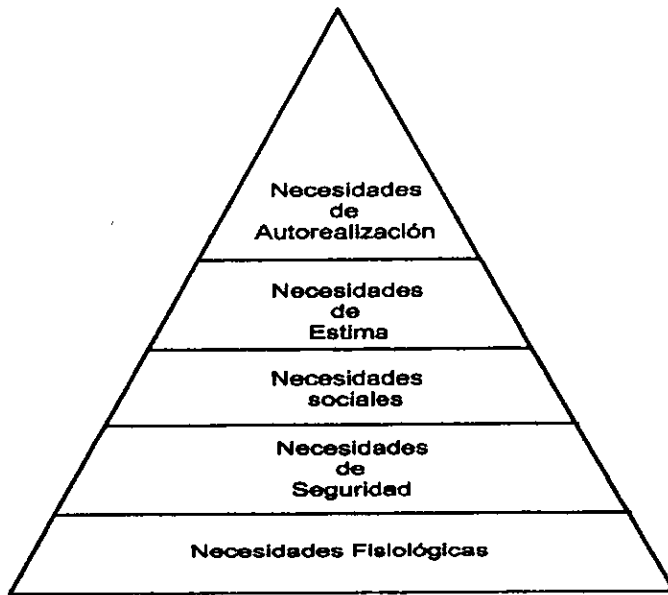 Necesidades
de
Autorealización
Necesidades
de
Estima
Necesidades
sociales
Necesidades
de
Seguridad
Necesidades Fisiológicas